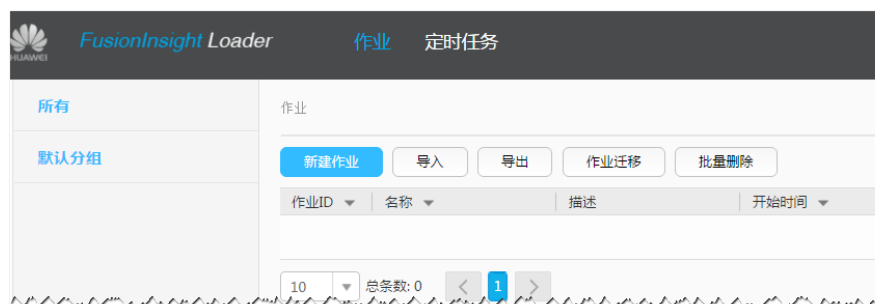 HUAWEI FusionInsight Loader 作业 定时任务
所有
默认分组
作业
新建作业 导入 导出 作业迁移 批量删除
作业ID 名称 描述 开始时间
10 总条数: 0 < 1 >